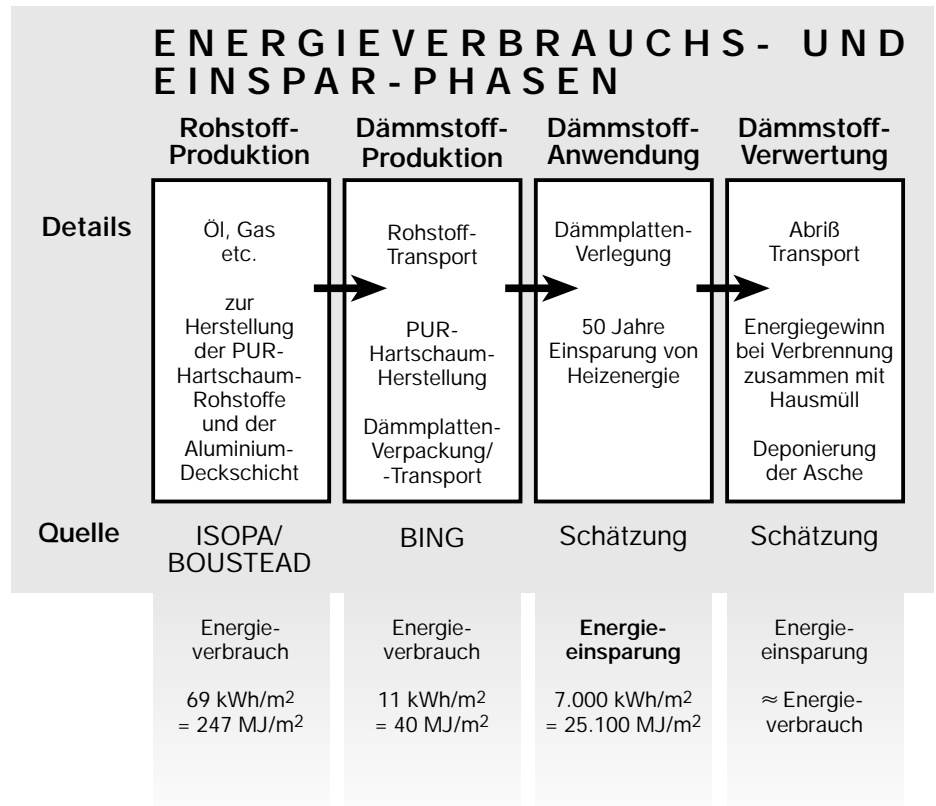 ENERGIEVERBRAUCHS- UND
EINSPAR-PHASEN
Rohstoff-
Produktion
Dämmstoff-
Produktion
Dämmstoff-
Anwendung
Dämmstoff-
Verwertung
Details
Öl, Gas
etc.
zur
Herstellung
der PUR-
Hartschaum-
Rohstoffe
und der
Aluminium-
Deckschicht
Rohstoff-
Transport
PUR-
Hartschaum-
Herstellung
Dämmplatten-
Verpackung/
-Transport
Dämmplatten-
Verlegung
50 Jahre
Einsparung von
Heizenergie
Abriß
Transport
Energiegewinn
bei Verbrennung
zusammen mit
Hausmüll
Deponierung
der Asche
Quelle
ISOPA/
BOUSTEAD
BING
Schätzung
Schätzung
Energie-
verbrauch
69 kWh/m²
= 247 MJ/m²
Energie-
verbrauch
11 kWh/m²
= 40 MJ/m²
Energie-
einsparung
7.000 kWh/m²
= 25.100 MJ/m²
Energie-
einsparung
≈ Energie-
verbrauch